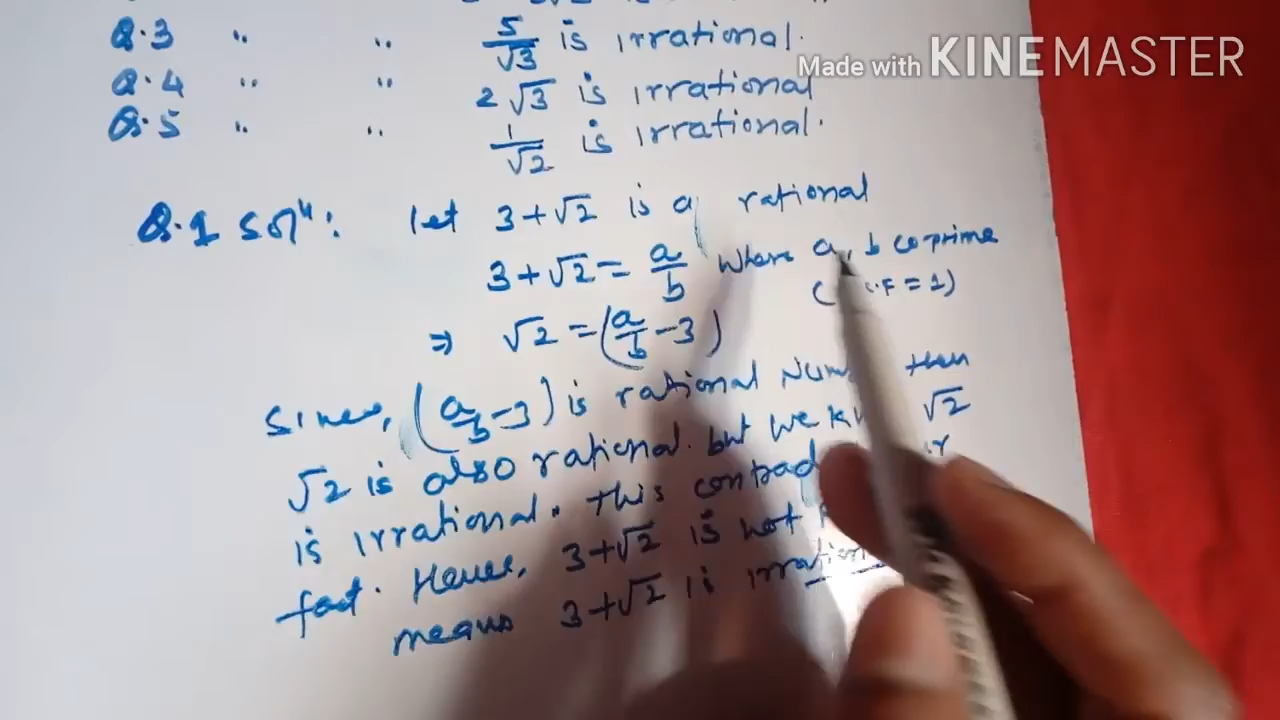 Q.3 " " 5/√3 is irrational.
Made with KINEMASTER
Q.4 " " 2√3 is irrational
Q.5 " " 1/√2 is irrational.
Q.1 Solⁿ: let 3+√2 is a rational
3+√2 = a/b where a, b coprime
.F = 1)
⇒ √2 = (a/b - 3)
Since, (a/b - 3) is rational then
√2 is also rational. but we √2
is irrational. This
fact. Hence, 3+√2 is not
means 3+√2 is